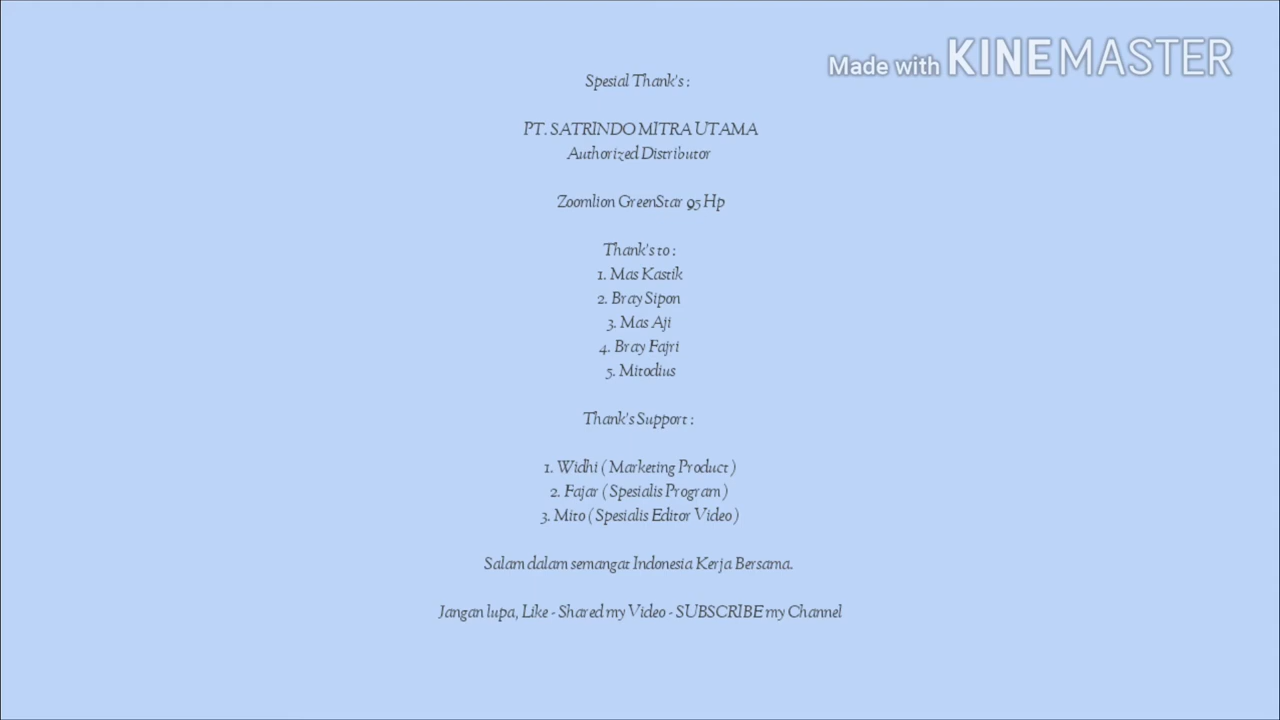 Made with KINEMASTER
Spesial Thank's :
PT. SATRINDO MITRA UTAMA
Authorized Distributor
Zoomlion GreenStar 95 Hp
Thank's to :
1. Mas Kastik
2. Bray Sipon
3. Mas Aji
4. Bray Fajri
5. Mitodius
Thank's Support :
1. Widhi ( Marketing Product )
2. Fajar ( Spesialis Program )
3. Mito ( Spesialis Editor Video )
Salam dalam semangat Indonesia Kerja Bersama.
Jangan lupa, Like - Shared my Video - SUBSCRIBE my Channel